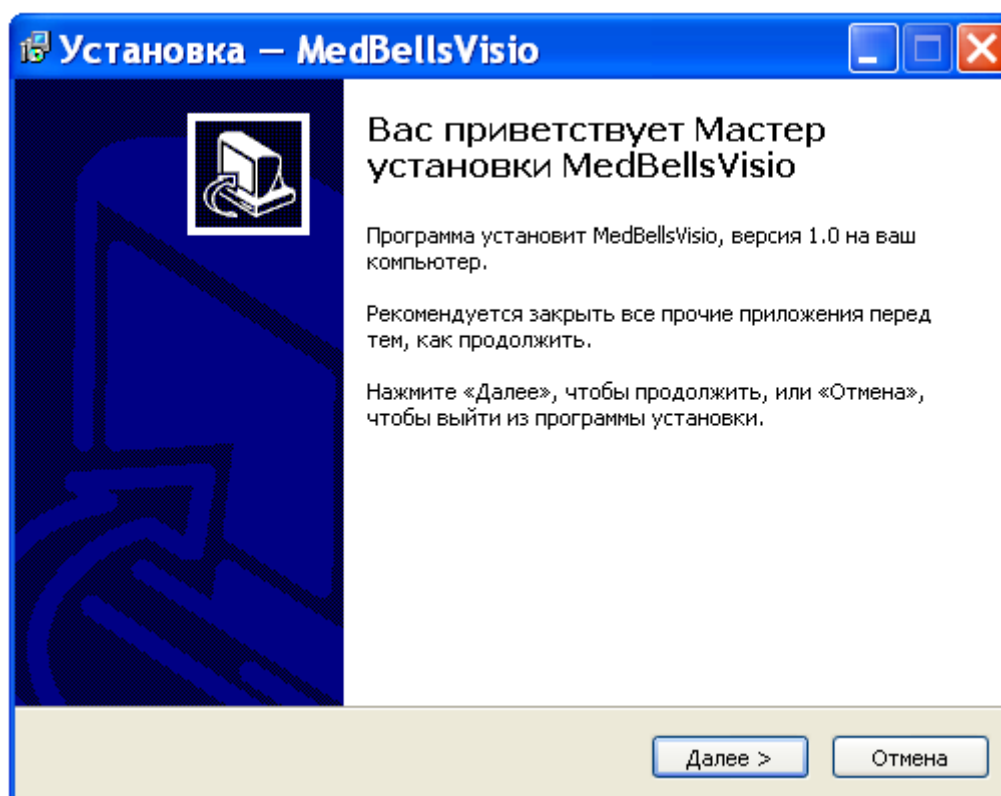 Установка — MedBellsVisio
Вас приветствует Мастер
установки MedBellsVisio
Программа установит MedBellsVisio, версия 1.0 на ваш
компьютер.
Рекомендуется закрыть все прочие приложения перед
тем, как продолжить.
Нажмите «Далее», чтобы продолжить, или «Отмена»,
чтобы выйти из программы установки.
Далее >
Отмена